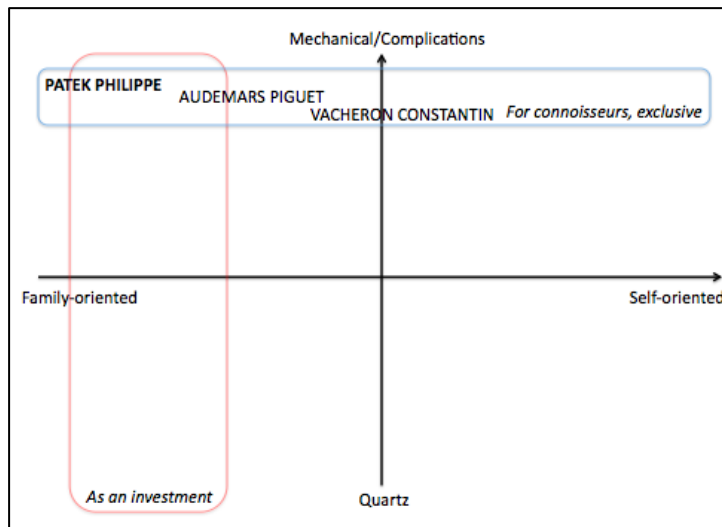 Mechanical/Complications
PATEK PHILIPPE
AUDEMARS PIGUET
VACHERON CONSTANTIN
For connoisseurs, exclusive
Family-oriented
Self-oriented
As an investment
Quartz